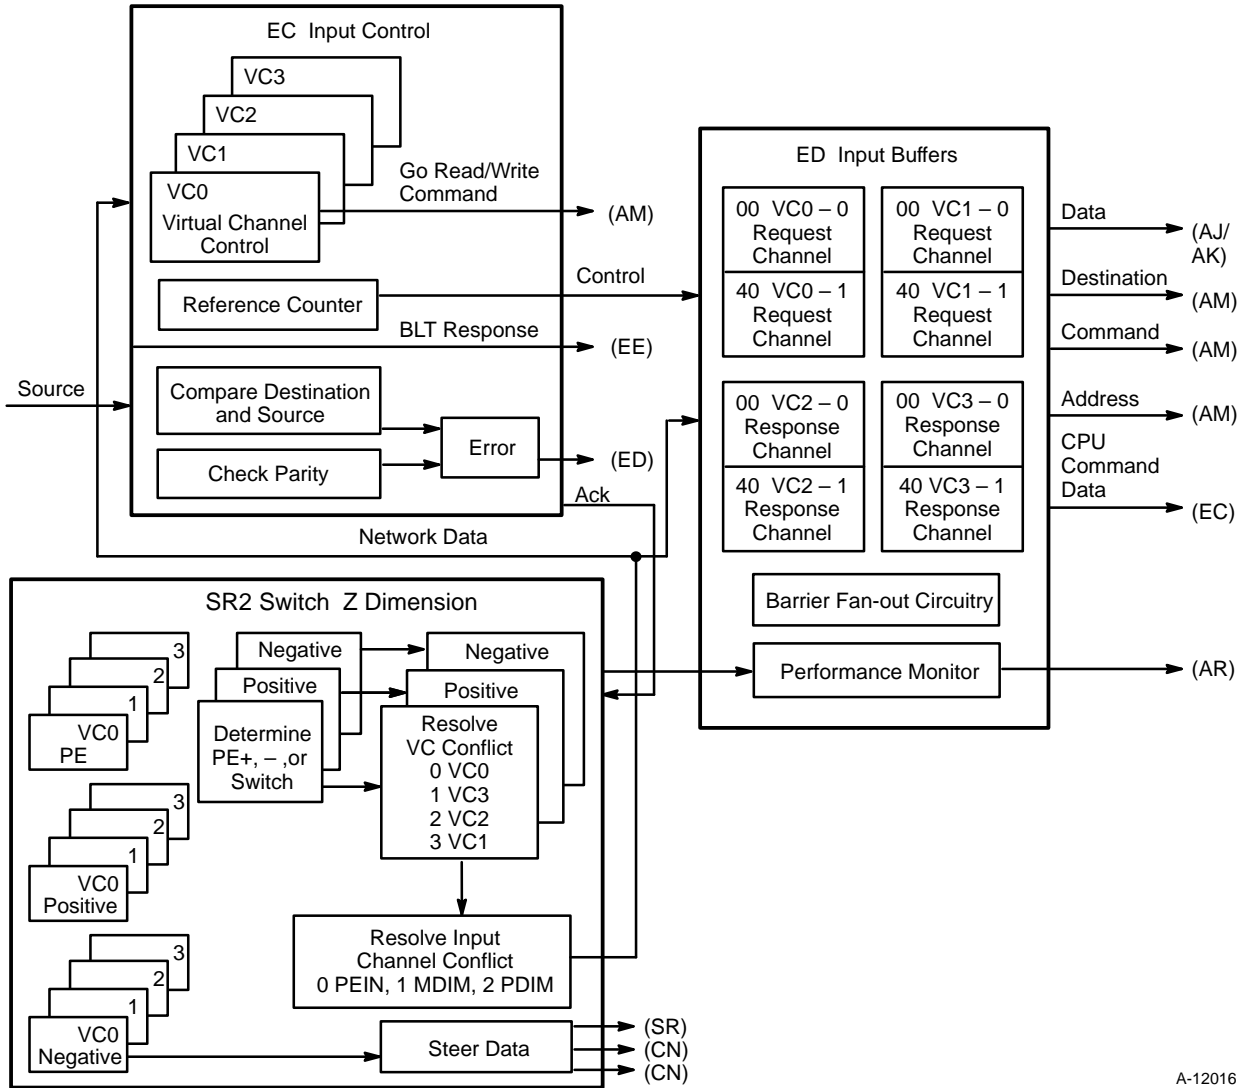 EC Input Control
VC3
VC2
VC1
VC0
Virtual Channel
Control
Go Read/Write
Command
(AM)
Reference Counter
Control
BLT Response
(EE)
Source
Compare Destination
and Source
Check Parity
Error
(ED)
Ack
Network Data
ED Input Buffers
00 VC0 – 0
Request
Channel
40 VC0 – 1
Request
Channel
00 VC1 – 0
Request
Channel
40 VC1 – 1
Request
Channel
00 VC2 – 0
Response
Channel
40 VC2 – 1
Response
Channel
00 VC3 – 0
Response
Channel
40 VC3 – 1
Response
Channel
Barrier Fan-out Circuitry
Performance Monitor
Data
(AJ/
AK)
Destination
(AM)
Command
(AM)
Address
(AM)
CPU
Command
Data
(EC)
(AR)
SR2 Switch Z Dimension
3
2
1
VC0
PE
3
2
1
VC0
Positive
3
2
1
VC0
Negative
Negative
Positive
Determine
PE+, – ,or
Switch
Negative
Positive
Resolve
VC Conflict
0 VC0
1 VC3
2 VC2
3 VC1
Resolve Input
Channel Conflict
0 PEIN, 1 MDIM, 2 PDIM
Steer Data
(SR)
(CN)
(CN)
A-12016